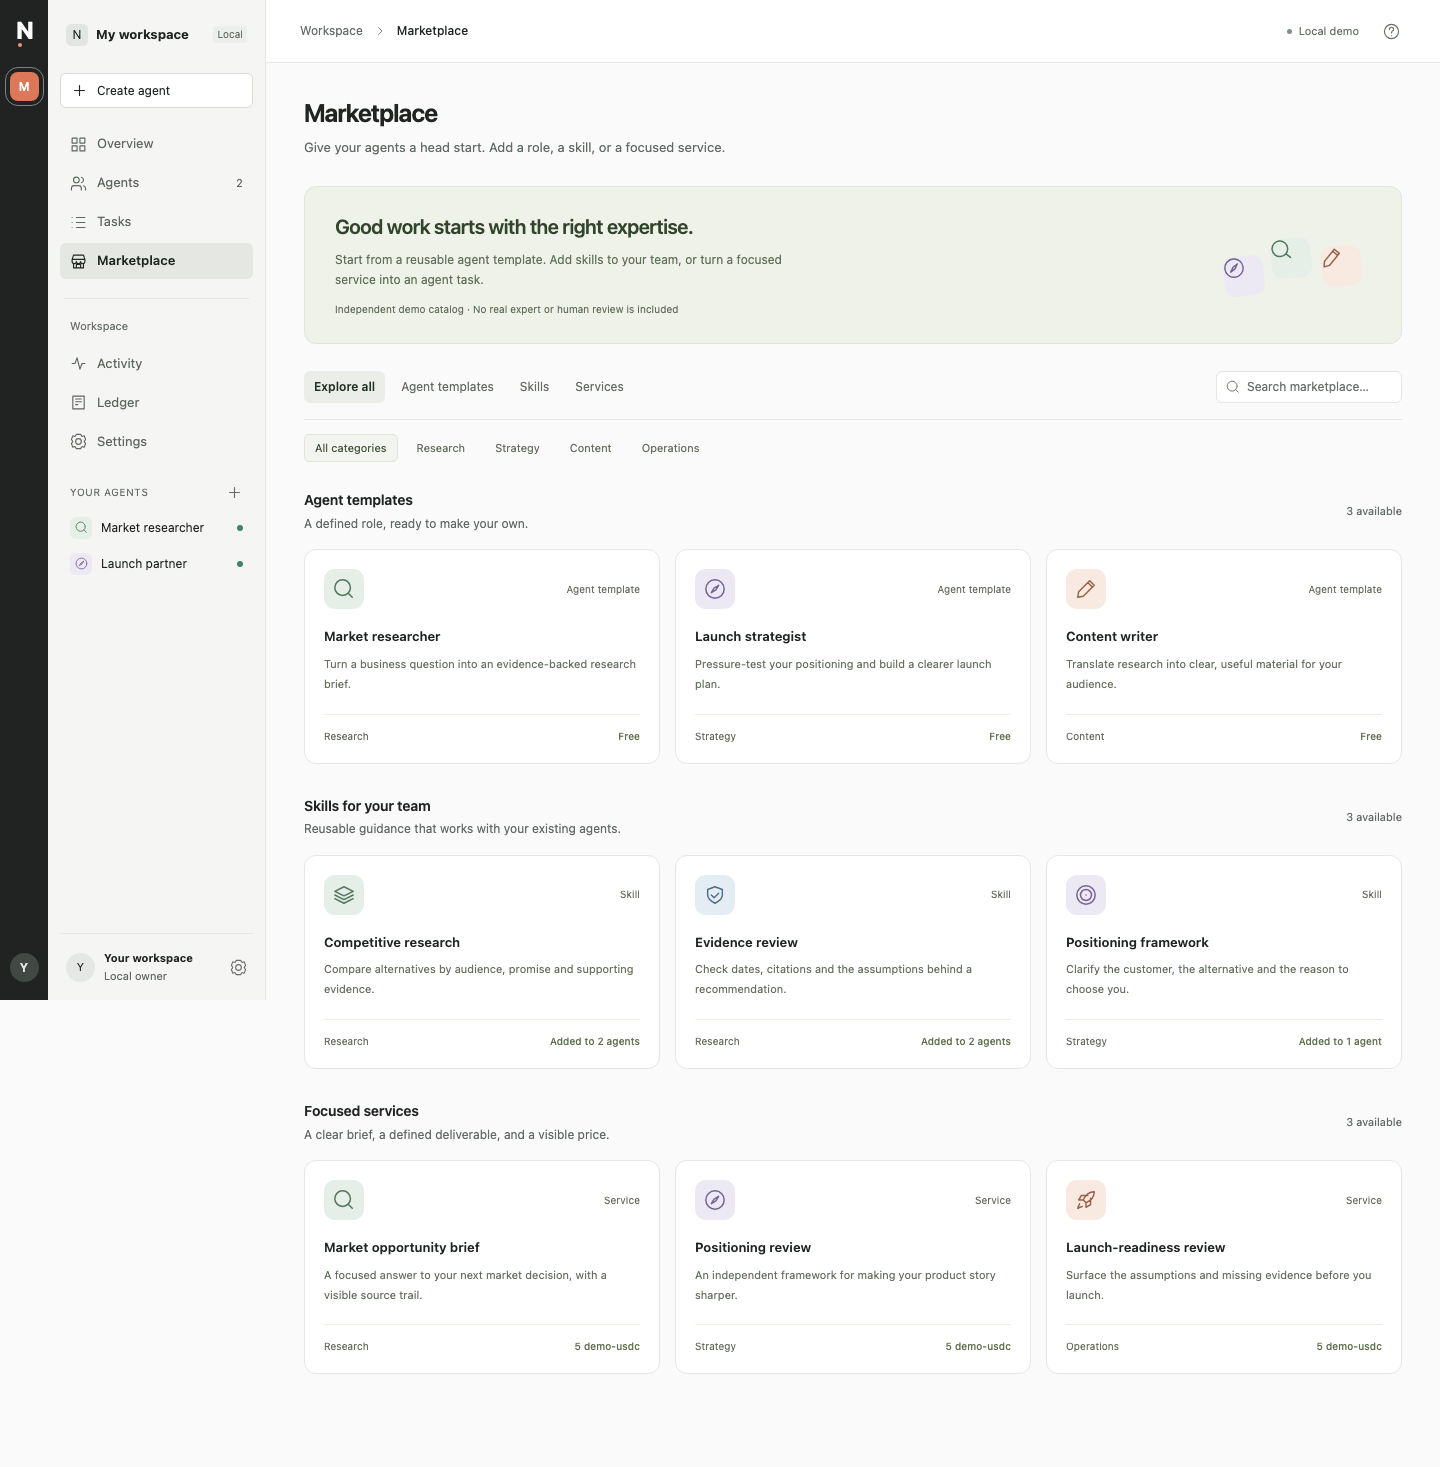 N
M
Y
N My workspace Local
Create agent
Overview
Agents 2
Tasks
Marketplace
Workspace
Activity
Ledger
Settings
YOUR AGENTS
Market researcher
Launch partner
Y Your workspace
Local owner
Workspace Marketplace
Local demo
Marketplace
Give your agents a head start. Add a role, a skill, or a focused service.
Good work starts with the right expertise.
Start from a reusable agent template. Add skills to your team, or turn a focused
service into an agent task.
Independent demo catalog · No real expert or human review is included
Explore all Agent templates Skills Services
Search marketplace...
All categories Research Strategy Content Operations
Agent templates
A defined role, ready to make your own.
3 available
Agent template
Market researcher
Turn a business question into an evidence-backed research
brief.
Research Free
Agent template
Launch strategist
Pressure-test your positioning and build a clearer launch
plan.
Strategy Free
Agent template
Content writer
Translate research into clear, useful material for your
audience.
Content Free
Skills for your team
Reusable guidance that works with your existing agents.
3 available
Skill
Competitive research
Compare alternatives by audience, promise and supporting
evidence.
Research Added to 2 agents
Skill
Evidence review
Check dates, citations and the assumptions behind a
recommendation.
Research Added to 2 agents
Skill
Positioning framework
Clarify the customer, the alternative and the reason to
choose you.
Strategy Added to 1 agent
Focused services
A clear brief, a defined deliverable, and a visible price.
3 available
Service
Market opportunity brief
A focused answer to your next market decision, with a
visible source trail.
Research 5 demo-usdc
Service
Positioning review
An independent framework for making your product story
sharper.
Strategy 5 demo-usdc
Service
Launch-readiness review
Surface the assumptions and missing evidence before you
launch.
Operations 5 demo-usdc